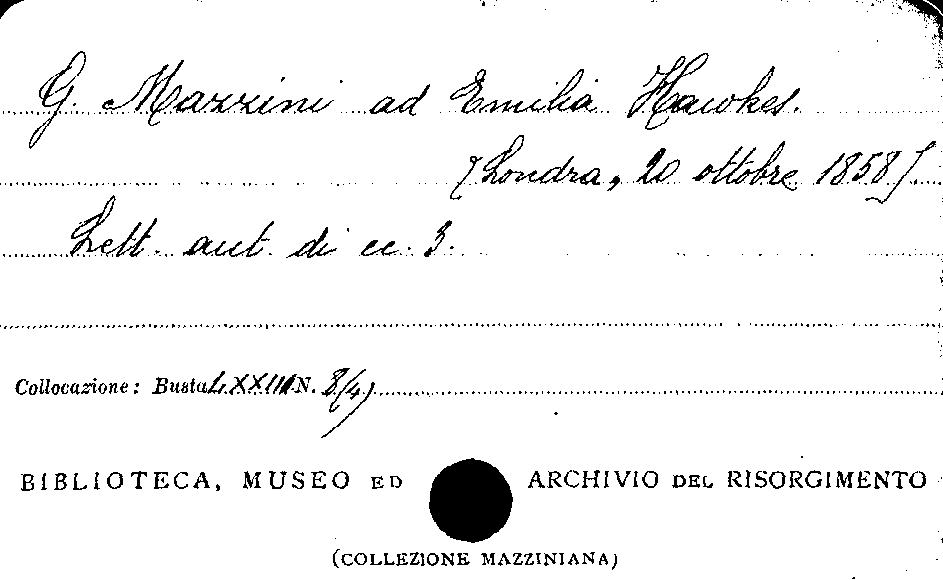 G. Mazzini ad Emilia Hawkes.
[Londra, 20 ottobre 1858].
Lett. aut. di cc. 3.
Collocazione: Busta LXXIII N. 8(4)
BIBLIOTECA, MUSEO ED ARCHIVIO DEL RISORGIMENTO
(COLLEZIONE MAZZINIANA)